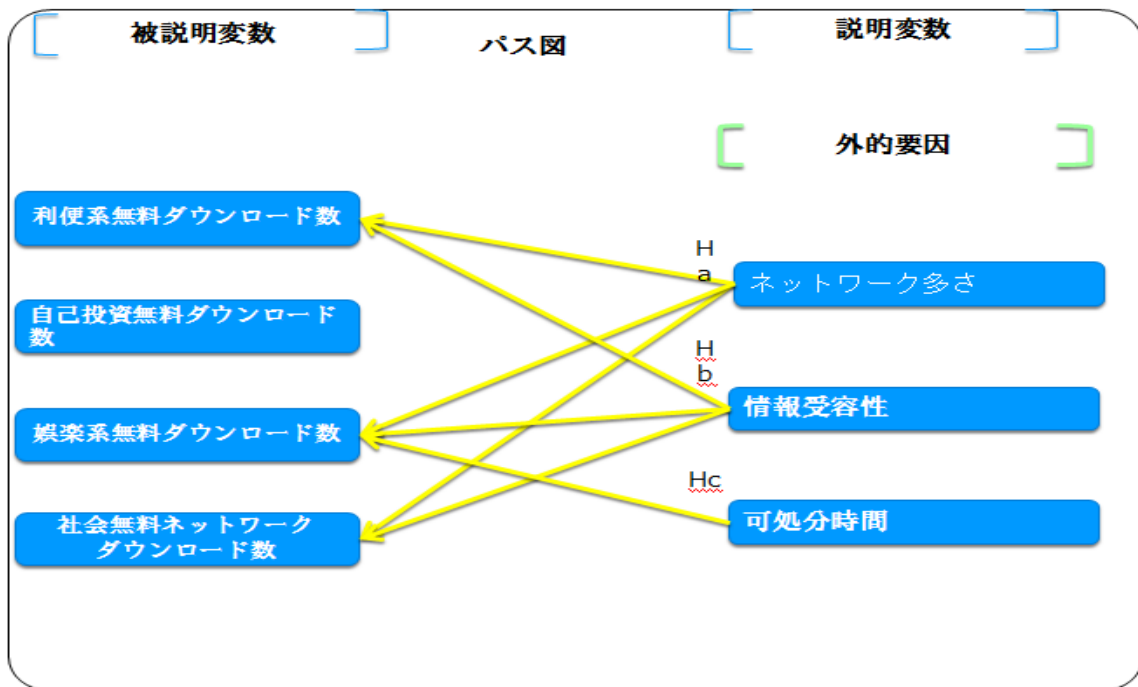 被説明変数
パス図
説明変数
外的要因
利便系無料ダウンロード数
自己投資無料ダウンロード
数
娯楽系無料ダウンロード数
社会無料ネットワーク
ダウンロード数
H
a
ネットワーク多さ
H
b
情報受容性
Hc
可処分時間